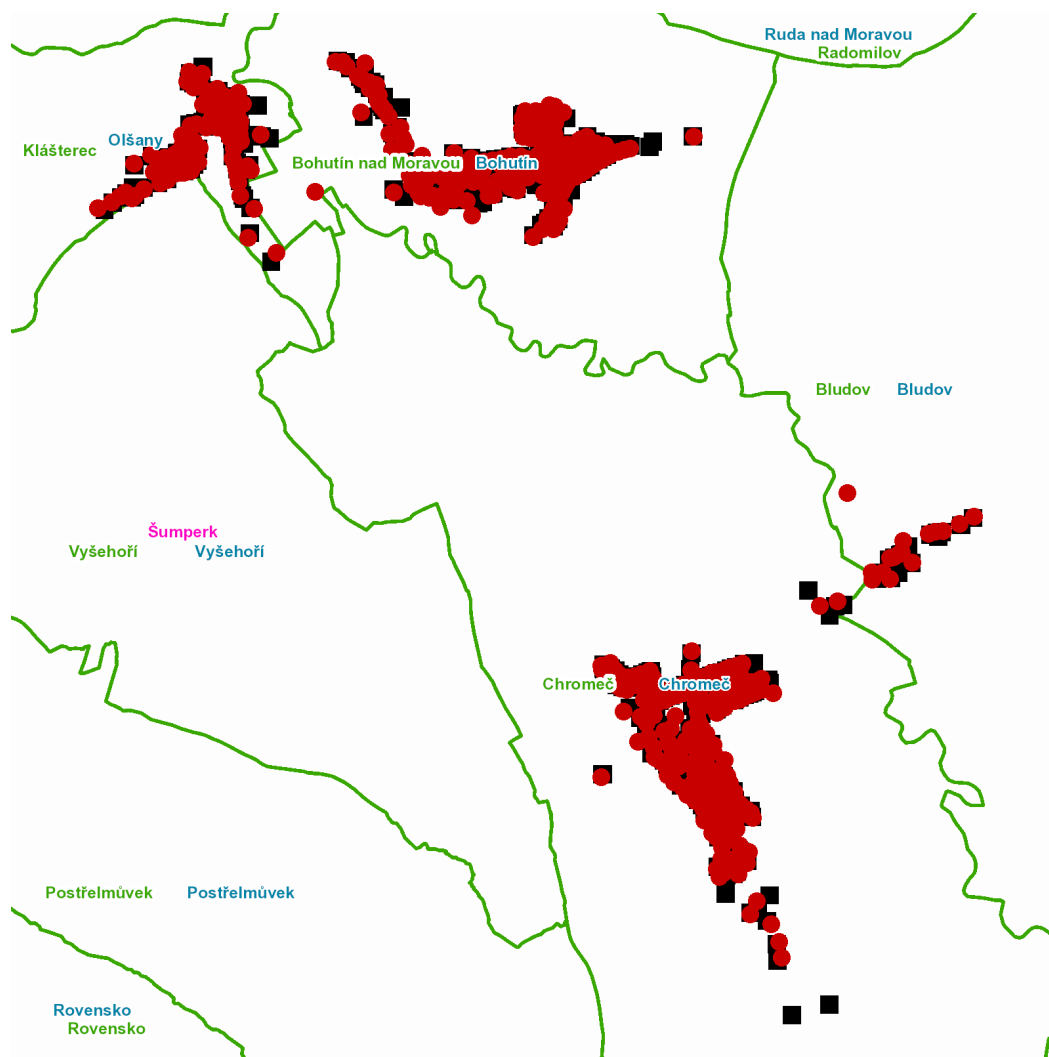 Ruda nad Moravou
Radomilov
Klášterec
Olšany
Bohutín nad Moravou
Bohutín
Bludov
Bludov
Šumperk
Vyšehoří
Vyšehoří
Chromeč
Chromeč
Postřelmůvek
Postřelmůvek
Rovensko
Rovensko